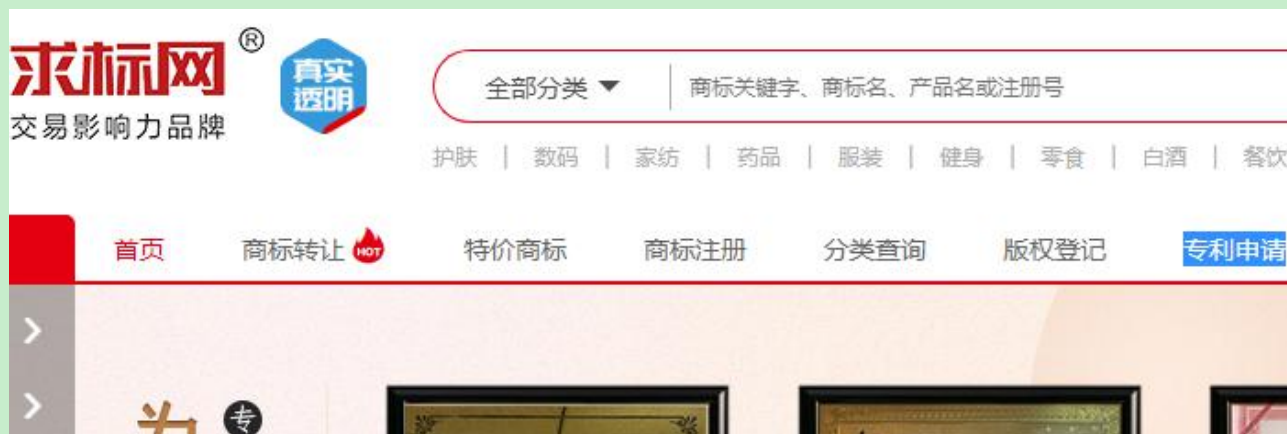 求标网®
交易影响力品牌
真实
透明
全部分类 商标关键字、商标名、产品名或注册号
护肤 | 数码 | 家纺 | 药品 | 服装 | 健身 | 零食 | 白酒 | 餐饮
首页 商标转让 HOT 特价商标 商标注册 分类查询 版权登记 专利申请
专